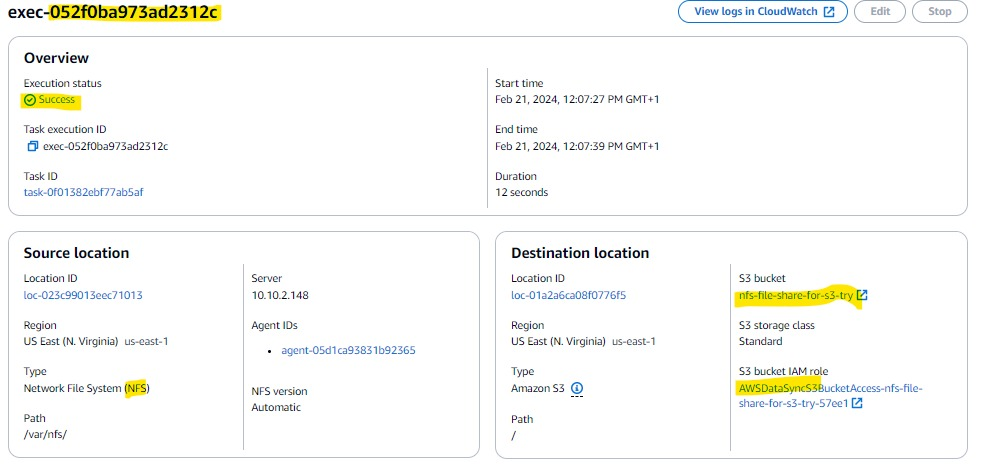 exec-052f0ba973ad2312c
View logs in CloudWatch
Edit
Stop
Overview
Execution status
Success
Task execution ID
exec-052f0ba973ad2312c
Task ID
task-0f01382ebf77ab5af
Start time
Feb 21, 2024, 12:07:27 PM GMT+1
End time
Feb 21, 2024, 12:07:39 PM GMT+1
Duration
12 seconds
Source location
Location ID
loc-023c99013eec71013
Region
US East (N. Virginia) us-east-1
Type
Network File System (NFS)
Path
/var/nfs/
Server
10.10.2.148
Agent IDs
• agent-05d1ca93831b92365
NFS version
Automatic
Destination location
Location ID
loc-01a2a6ca08f0776f5
Region
US East (N. Virginia) us-east-1
Type
Amazon S3
Path
/
S3 bucket
nfs-file-share-for-s3-try
S3 storage class
Standard
S3 bucket IAM role
AWSDataSyncS3BucketAccess-nfs-file-
share-for-s3-try-57ee1